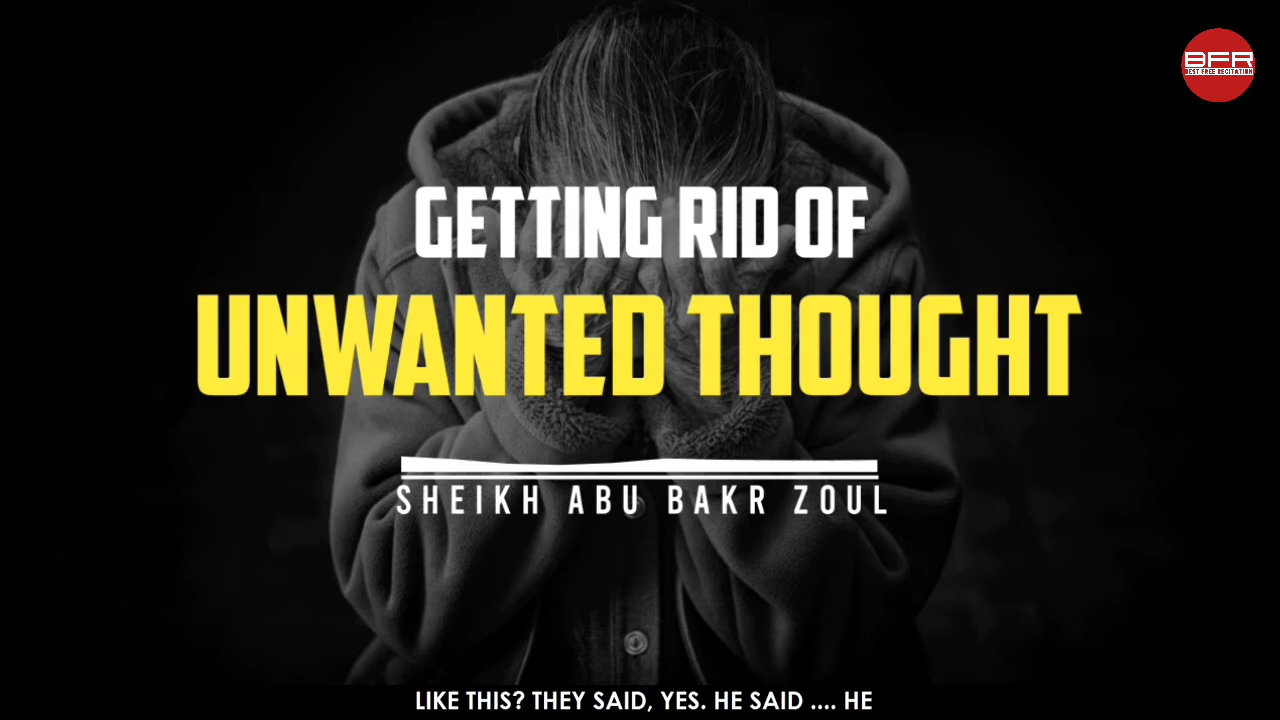 BFR
BEST FREE RECITATION
GETTING RID OF
UNWANTED THOUGHT
SHEIKH ABU BAKR ZOUL
LIKE THIS? THEY SAID, YES. HE SAID .... HE